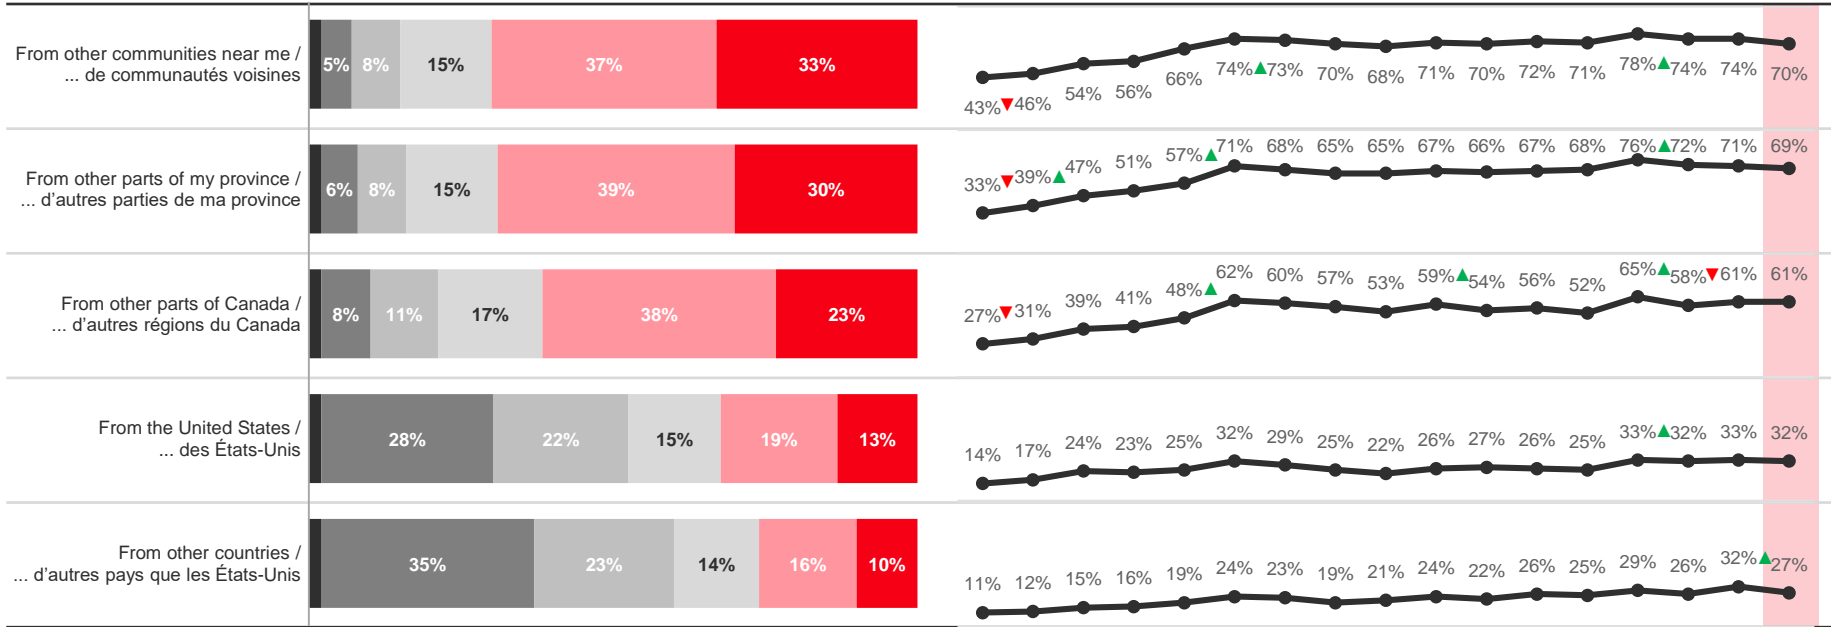 From other communities near me /
... de communautés voisines
5% 8% 15% 37% 33%
43% 46% 54% 56% 66% 74% 73% 70% 68% 71% 70% 72% 71% 78% 74% 74% 70%
From other parts of my province /
... d'autres parties de ma province
6% 8% 15% 39% 30%
33% 39% 47% 51% 57% 71% 68% 65% 65% 67% 66% 67% 68% 76% 72% 71% 69%
From other parts of Canada /
... d'autres régions du Canada
8% 11% 17% 38% 23%
27% 31% 39% 41% 48% 62% 60% 57% 53% 59% 54% 56% 52% 65% 58% 61% 61%
From the United States /
... des États-Unis
28% 22% 15% 19% 13%
14% 17% 24% 23% 25% 32% 29% 25% 22% 26% 27% 26% 25% 33% 32% 33% 32%
From other countries /
... d'autres pays que les États-Unis
35% 23% 14% 16% 10%
11% 12% 15% 16% 19% 24% 23% 19% 21% 24% 22% 26% 25% 29% 26% 32% 27%